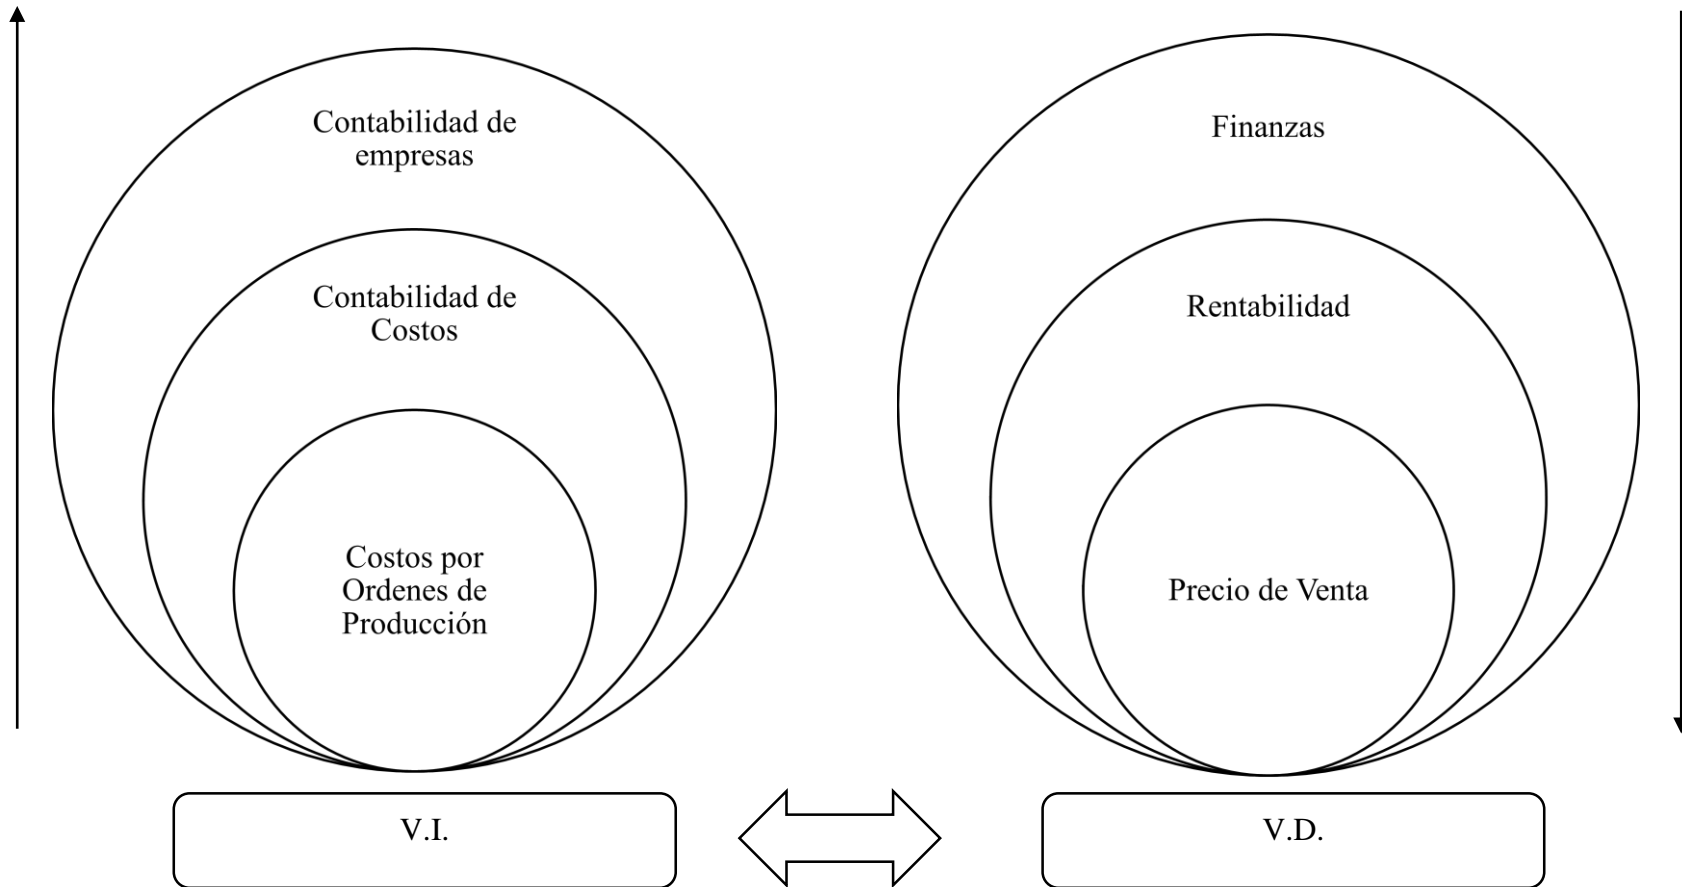 Contabilidad de
empresas
Contabilidad de
Costos
Costos por
Ordenes de
Producción
V.I.
Finanzas
Rentabilidad
Precio de Venta
V.D.